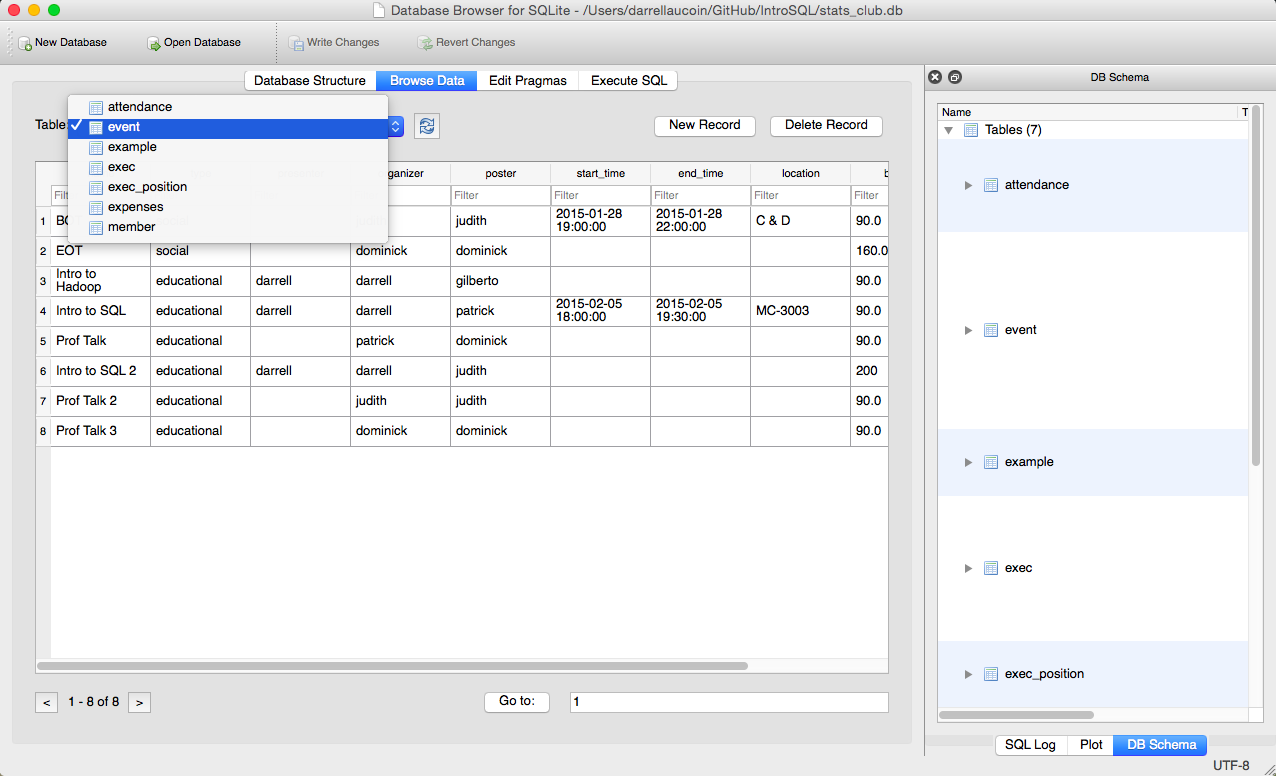 Database Browser for SQLite - /Users/darrellaucoin/GitHub/IntroSQL/stats_club.db
New Database Open Database Write Changes Revert Changes
Database Structure Browse Data Edit Pragmas Execute SQL
Table
attendance
✓ event
example
exec
exec_position
expenses
member
New Record Delete Record
poster start_time end_time location
Filter Filter Filter Filter Filter
1 judith 2015-01-28 19:00:00 2015-01-28 22:00:00 C & D 90.0
2 EOT social dominick dominick 160.0
3 Intro to Hadoop educational darrell darrell gilberto 90.0
4 Intro to SQL educational darrell darrell patrick 2015-02-05 18:00:00 2015-02-05 19:30:00 MC-3003 90.0
5 Prof Talk educational patrick dominick 90.0
6 Intro to SQL 2 educational darrell darrell judith 200
7 Prof Talk 2 educational judith judith 90.0
8 Prof Talk 3 educational dominick dominick 90.0
< 1 - 8 of 8 > Go to: 1
DB Schema
Name T
Tables (7)
attendance
event
example
exec
exec_position
SQL Log Plot DB Schema
UTF-8